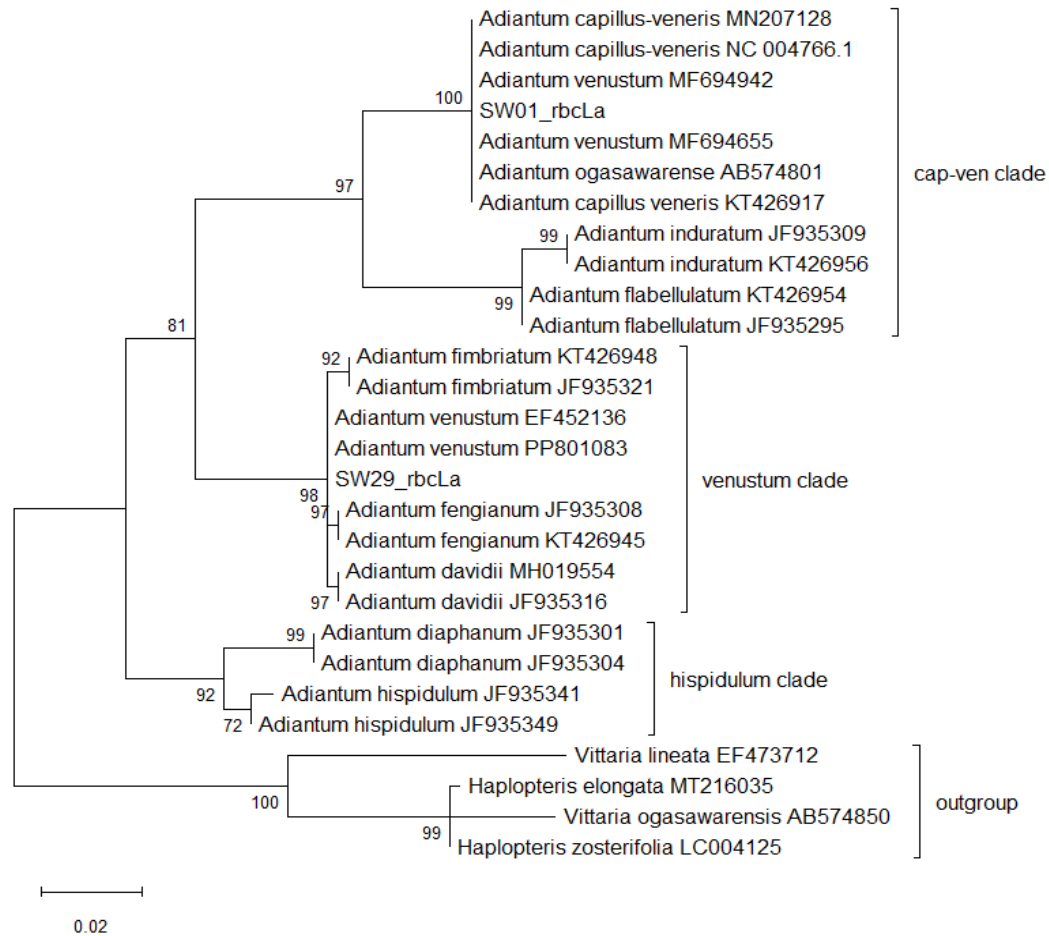 Adiantum capillus-veneris MN207128
Adiantum capillus-veneris NC 004766.1
Adiantum venustum MF694942
100
SW01_rbcLa
Adiantum venustum MF694655
Adiantum ogasawarense AB574801
cap-ven clade
97
Adiantum capillus veneris KT426917
99
Adiantum induratum JF935309
Adiantum induratum KT426956
99
Adiantum flabellulatum KT426954
81
Adiantum flabellulatum JF935295
92
Adiantum fimbriatum KT426948
Adiantum fimbriatum JF935321
Adiantum venustum EF452136
Adiantum venustum PP801083
SW29_rbcLa
venustum clade
98
97
Adiantum fengianum JF935308
Adiantum fengianum KT426945
Adiantum davidii MH019554
97
Adiantum davidii JF935316
99
Adiantum diaphanum JF935301
Adiantum diaphanum JF935304
hispidulum clade
92
Adiantum hispidulum JF935341
72
Adiantum hispidulum JF935349
Vittaria lineata EF473712
Haplopteris elongata MT216035
100
outgroup
Vittaria ogasawarensis AB574850
99
Haplopteris zosterifolia LC004125
0.02